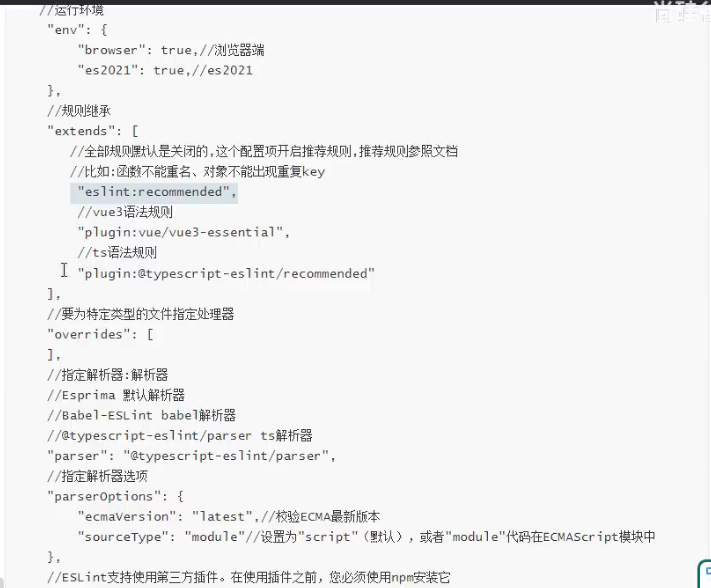 //运行环境
"env": {
"browser": true,//浏览器端
"es2021": true,//es2021
},
//规则继承
"extends": [
//全部规则默认是关闭的,这个配置项开启推荐规则,推荐规则参照文档
//比如:函数不能重名、对象不能出现重复key
"eslint:recommended",
//vue3语法规则
"plugin:vue/vue3-essential",
//ts语法规则
"plugin:@typescript-eslint/recommended"
],
//要为特定类型的文件指定处理器
"overrides": [
],
//指定解析器:解析器
//Esprima 默认解析器
//Babel-ESLint babel解析器
//@typescript-eslint/parser ts解析器
"parser": "@typescript-eslint/parser",
//指定解析器选项
"parserOptions": {
"ecmaVersion": "latest",//校验ECMA最新版本
"sourceType": "module"//设置为"script"（默认），或者"module"代码在ECMAScript模块中
},
//ESLint支持使用第三方插件。在使用插件之前，您必须使用npm安装它